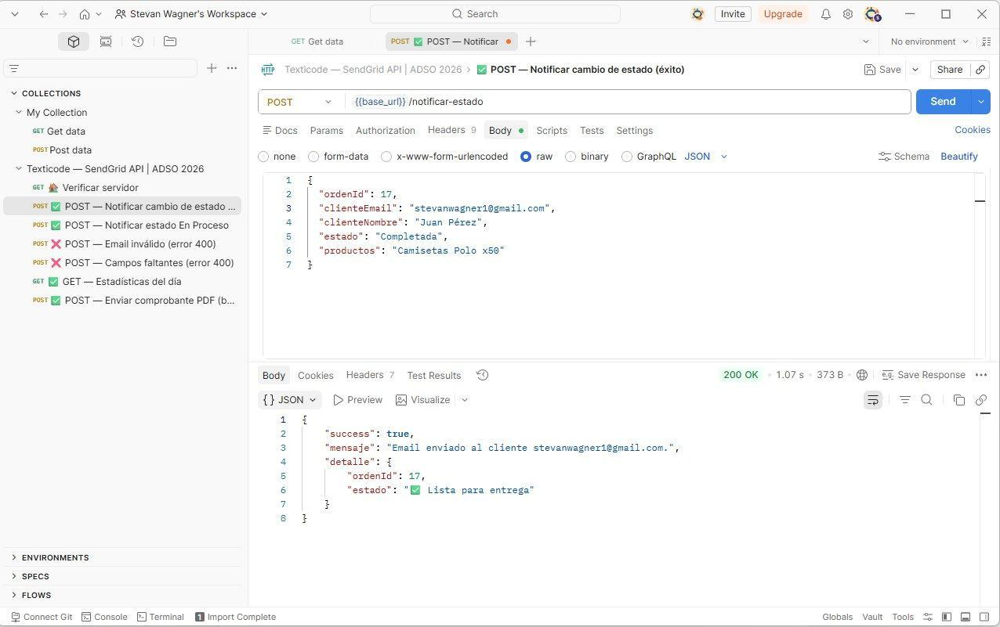 Stevan Wagner's Workspace
Search
Invite
Upgrade
GET Get data
POST ✅ POST — Notificar
No environment
HTTP Texticode — SendGrid API | ADSO 2026 > ✅ POST — Notificar cambio de estado (éxito)
Save
Share
COLLECTIONS
My Collection
GET Get data
POST Post data
Texticode — SendGrid API | ADSO 2026
GET 🏠 Verificar servidor
POST ✅ POST — Notificar cambio de estado ...
POST ✅ POST — Notificar estado En Proceso
POST ❌ POST — Email inválido (error 400)
POST ❌ POST — Campos faltantes (error 400)
GET ✅ GET — Estadísticas del día
POST ✅ POST — Enviar comprobante PDF (b...
ENVIRONMENTS
SPECS
FLOWS
POST {{base_url}} /notificar-estado
Send
Docs Params Authorization Headers 9 Body Scripts Tests Settings Cookies
none form-data x-www-form-urlencoded raw binary GraphQL JSON Schema Beautify
1 {
2 "ordenId": 17,
3 "clienteEmail": "stevanwagner1@gmail.com",
4 "clienteNombre": "Juan Pérez",
5 "estado": "Completada",
6 "productos": "Camisetas Polo x50"
7 }
Body Cookies Headers 7 Test Results 200 OK 1.07 s 373 B e.g. Save Response
{} JSON Preview Visualize
1 {
2 "success": true,
3 "mensaje": "Email enviado al cliente stevanwagner1@gmail.com.",
4 "detalle": {
5 "ordenId": 17,
6 "estado": "✅ Lista para entrega"
7 }
8 }
Connect Git Console Terminal 1 Import Complete Globals Vault Tools